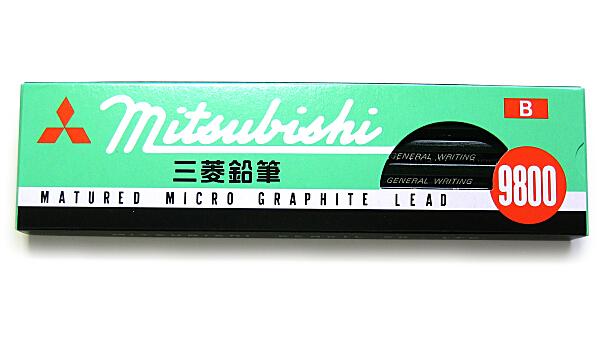 Mitsubishi
B
三菱鉛筆
GENERAL WRITING
GENERAL WRITING
9800
MATURED MICRO GRAPHITE LEAD